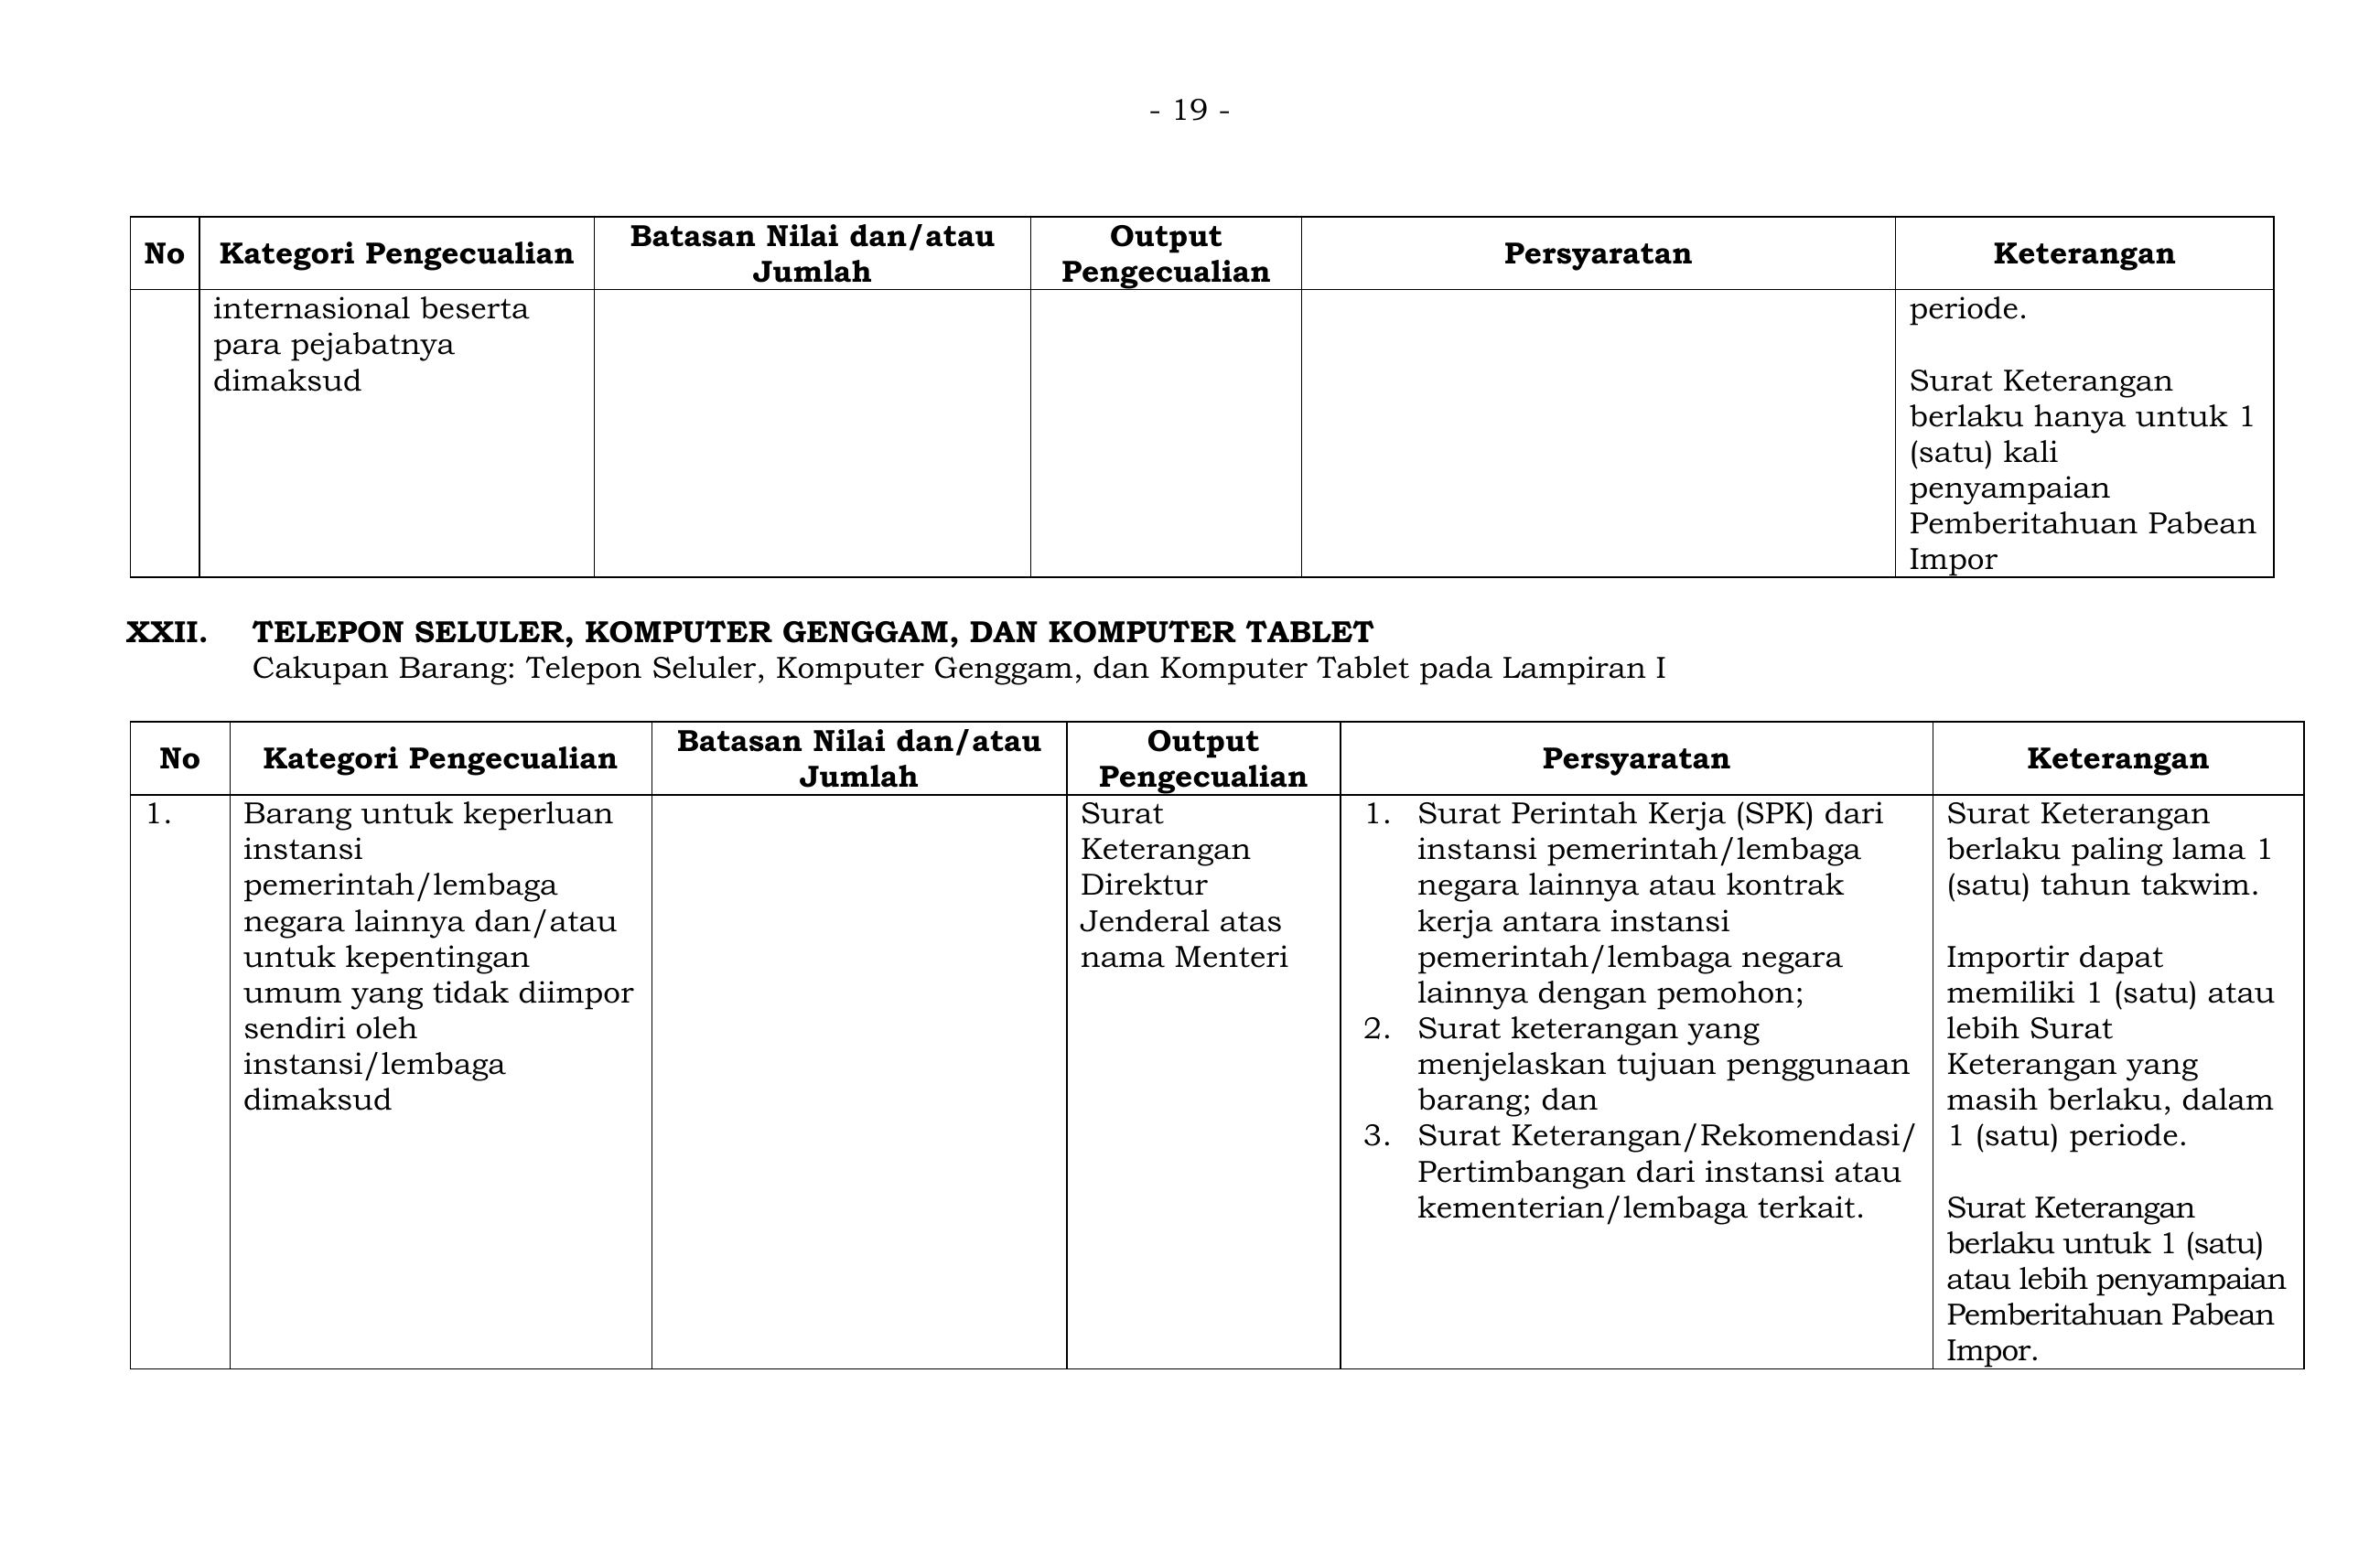 - 19 -
No
Kategori Pengecualian
Batasan Nilai dan/atau
Jumlah
Output
Pengecualian
Persyaratan
Keterangan
internasional beserta
para pejabatnya
dimaksud
periode.
Surat Keterangan
berlaku hanya untuk 1
(satu) kali
penyampaian
Pemberitahuan Pabean
Impor
XXII. TELEPON SELULER, KOMPUTER GENGGAM, DAN KOMPUTER TABLET
Cakupan Barang: Telepon Seluler, Komputer Genggam, dan Komputer Tablet pada Lampiran I
No
Kategori Pengecualian
Batasan Nilai dan/atau
Jumlah
Output
Pengecualian
Persyaratan
Keterangan
1.
Barang untuk keperluan
instansi
pemerintah/lembaga
negara lainnya dan/atau
untuk kepentingan
umum yang tidak diimpor
sendiri oleh
instansi/lembaga
dimaksud
Surat
Keterangan
Direktur
Jenderal atas
nama Menteri
1. Surat Perintah Kerja (SPK) dari
instansi pemerintah/lembaga
negara lainnya atau kontrak
kerja antara instansi
pemerintah/lembaga negara
lainnya dengan pemohon;
2. Surat keterangan yang
menjelaskan tujuan penggunaan
barang; dan
3. Surat Keterangan/Rekomendasi/
Pertimbangan dari instansi atau
kementerian/lembaga terkait.
Surat Keterangan
berlaku paling lama 1
(satu) tahun takwim.
Importir dapat
memiliki 1 (satu) atau
lebih Surat
Keterangan yang
masih berlaku, dalam
1 (satu) periode.
Surat Keterangan
berlaku untuk 1 (satu)
atau lebih penyampaian
Pemberitahuan Pabean
Impor.